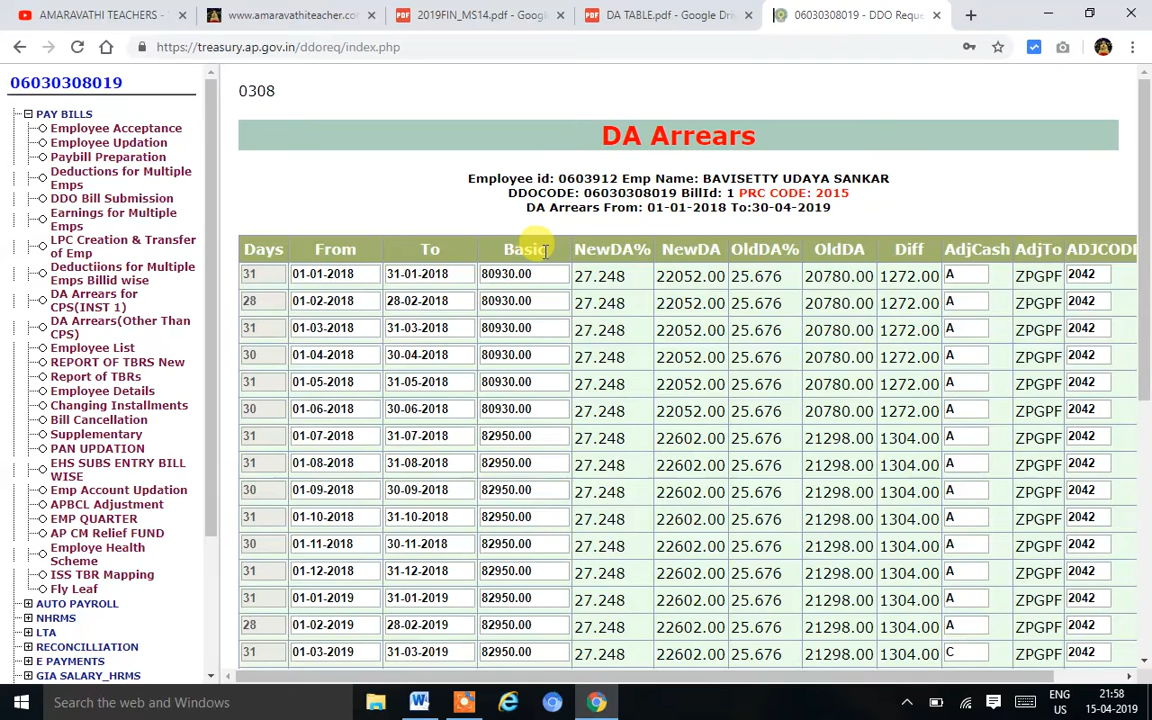 AMARAVATHI TEACHERS -
www.amaravathiteacher.co
2019FIN_MS14.pdf - Google
DA TABLE.pdf - Google Dri
06030308019 - DDO Reque
https://treasury.ap.gov.in/ddoreq/index.php
06030308019
PAY BILLS
Employee Acceptance
Employee Updation
Paybill Preparation
Deductions for Multiple
Emps
DDO Bill Submission
Earnings for Multiple
Emps
LPC Creation & Transfer
of Emp
Deductions for Multiple
Emps Billid wise
DA Arrears for
CPS(INST 1)
DA Arrears(Other Than
CPS)
Employee List
REPORT OF TBRS New
Report of TBRs
Employee Details
Changing Installments
Bill Cancellation
Supplementary
PAN UPDATION
EHS SUBS ENTRY BILL
WISE
Emp Account Updation
APBCL Adjustment
EMP QUARTER
AP CM Relief FUND
Employe Health
Scheme
ISS TBR Mapping
Fly Leaf
AUTO PAYROLL
NHRMS
LTA
RECONCILLIATION
E PAYMENTS
GIA SALARY_HRMS
0308
DA Arrears
Employee id: 0603912 Emp Name: BAVISETTY UDAYA SANKAR
DDOCODE: 06030308019 BillId: 1 PRC CODE: 2015
DA Arrears From: 01-01-2018 To:30-04-2019
Days From To Basic NewDA% NewDA OldDA% OldDA Diff AdjCash AdjTo ADJCODE
31 01-01-2018 31-01-2018 80930.00 27.248 22052.00 25.676 20780.00 1272.00 A ZPGPF 2042
28 01-02-2018 28-02-2018 80930.00 27.248 22052.00 25.676 20780.00 1272.00 A ZPGPF 2042
31 01-03-2018 31-03-2018 80930.00 27.248 22052.00 25.676 20780.00 1272.00 A ZPGPF 2042
30 01-04-2018 30-04-2018 80930.00 27.248 22052.00 25.676 20780.00 1272.00 A ZPGPF 2042
31 01-05-2018 31-05-2018 80930.00 27.248 22052.00 25.676 20780.00 1272.00 A ZPGPF 2042
30 01-06-2018 30-06-2018 80930.00 27.248 22052.00 25.676 20780.00 1272.00 A ZPGPF 2042
31 01-07-2018 31-07-2018 82950.00 27.248 22602.00 25.676 21298.00 1304.00 A ZPGPF 2042
31 01-08-2018 31-08-2018 82950.00 27.248 22602.00 25.676 21298.00 1304.00 A ZPGPF 2042
30 01-09-2018 30-09-2018 82950.00 27.248 22602.00 25.676 21298.00 1304.00 A ZPGPF 2042
31 01-10-2018 31-10-2018 82950.00 27.248 22602.00 25.676 21298.00 1304.00 A ZPGPF 2042
30 01-11-2018 30-11-2018 82950.00 27.248 22602.00 25.676 21298.00 1304.00 A ZPGPF 2042
31 01-12-2018 31-12-2018 82950.00 27.248 22602.00 25.676 21298.00 1304.00 A ZPGPF 2042
31 01-01-2019 31-01-2019 82950.00 27.248 22602.00 25.676 21298.00 1304.00 A ZPGPF 2042
28 01-02-2019 28-02-2019 82950.00 27.248 22602.00 25.676 21298.00 1304.00 A ZPGPF 2042
31 01-03-2019 31-03-2019 82950.00 27.248 22602.00 25.676 21298.00 1304.00 C ZPGPF 2042
Search the web and Windows
ENG
US
21:58
15-04-2019